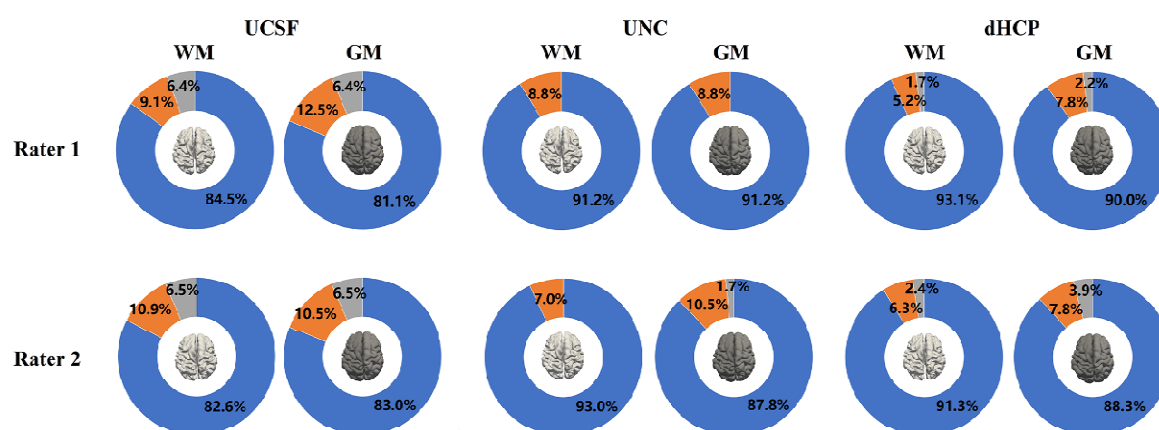 UCSF UNC dHCP
WM GM WM GM WM GM
Rater 1
6.4% 6.4% 1.7% 2.2%
9.1% 12.5% 8.8% 8.8% 5.2% 7.8%
84.5% 81.1% 91.2% 91.2% 93.1% 90.0%
Rater 2
6.5% 6.5% 1.7% 2.4% 3.9%
10.9% 10.5% 7.0% 10.5% 6.3% 7.8%
82.6% 83.0% 93.0% 87.8% 91.3% 88.3%